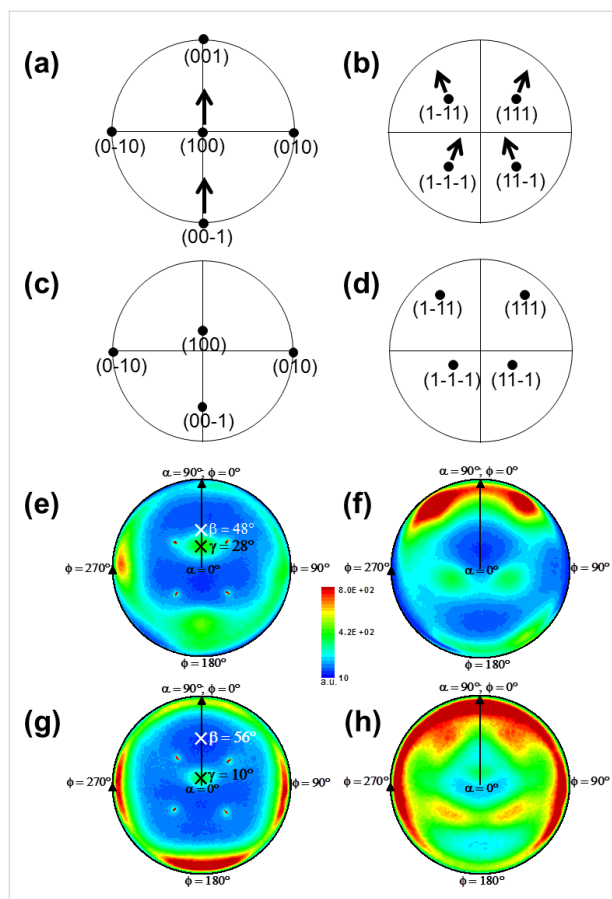 (a)
(001)
(0-10)
(100)
(010)
(00-1)
(b)
(1-11)
(111)
(1-1-1)
(11-1)
(c)
(100)
(0-10)
(010)
(00-1)
(d)
(1-11)
(111)
(1-1-1)
(11-1)
(e)
α = 90°; ϕ = 0°
β = 48°
γ = 28°
α = 0°
ϕ = 270°
ϕ = 90°
ϕ = 180°
8.0E + 02
4.2E + 02
10
a.u.
(f)
α = 90°; ϕ = 0°
ϕ = 270°
α = 0°
ϕ = 90°
ϕ = 180°
(g)
α = 90°; ϕ = 0°
β = 56°
γ = 10°
α = 0°
ϕ = 270°
ϕ = 90°
ϕ = 180°
(h)
α = 90°; ϕ = 0°
ϕ = 270°
α = 0°
ϕ = 90°
ϕ = 180°